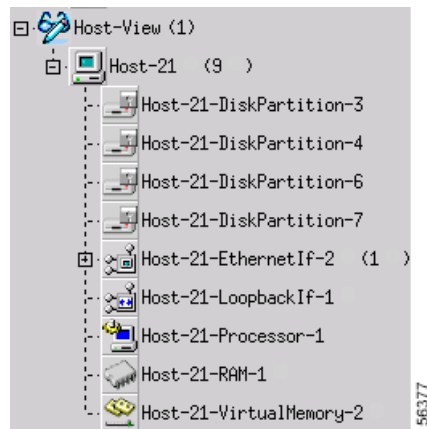 Host-View (1)
Host-21 (9 )
Host-21-DiskPartition-3
Host-21-DiskPartition-4
Host-21-DiskPartition-6
Host-21-DiskPartition-7
Host-21-EthernetIf-2 (1 )
Host-21-LoopbackIf-1
Host-21-Processor-1
Host-21-RAM-1
Host-21-VirtualMemory-2
56377